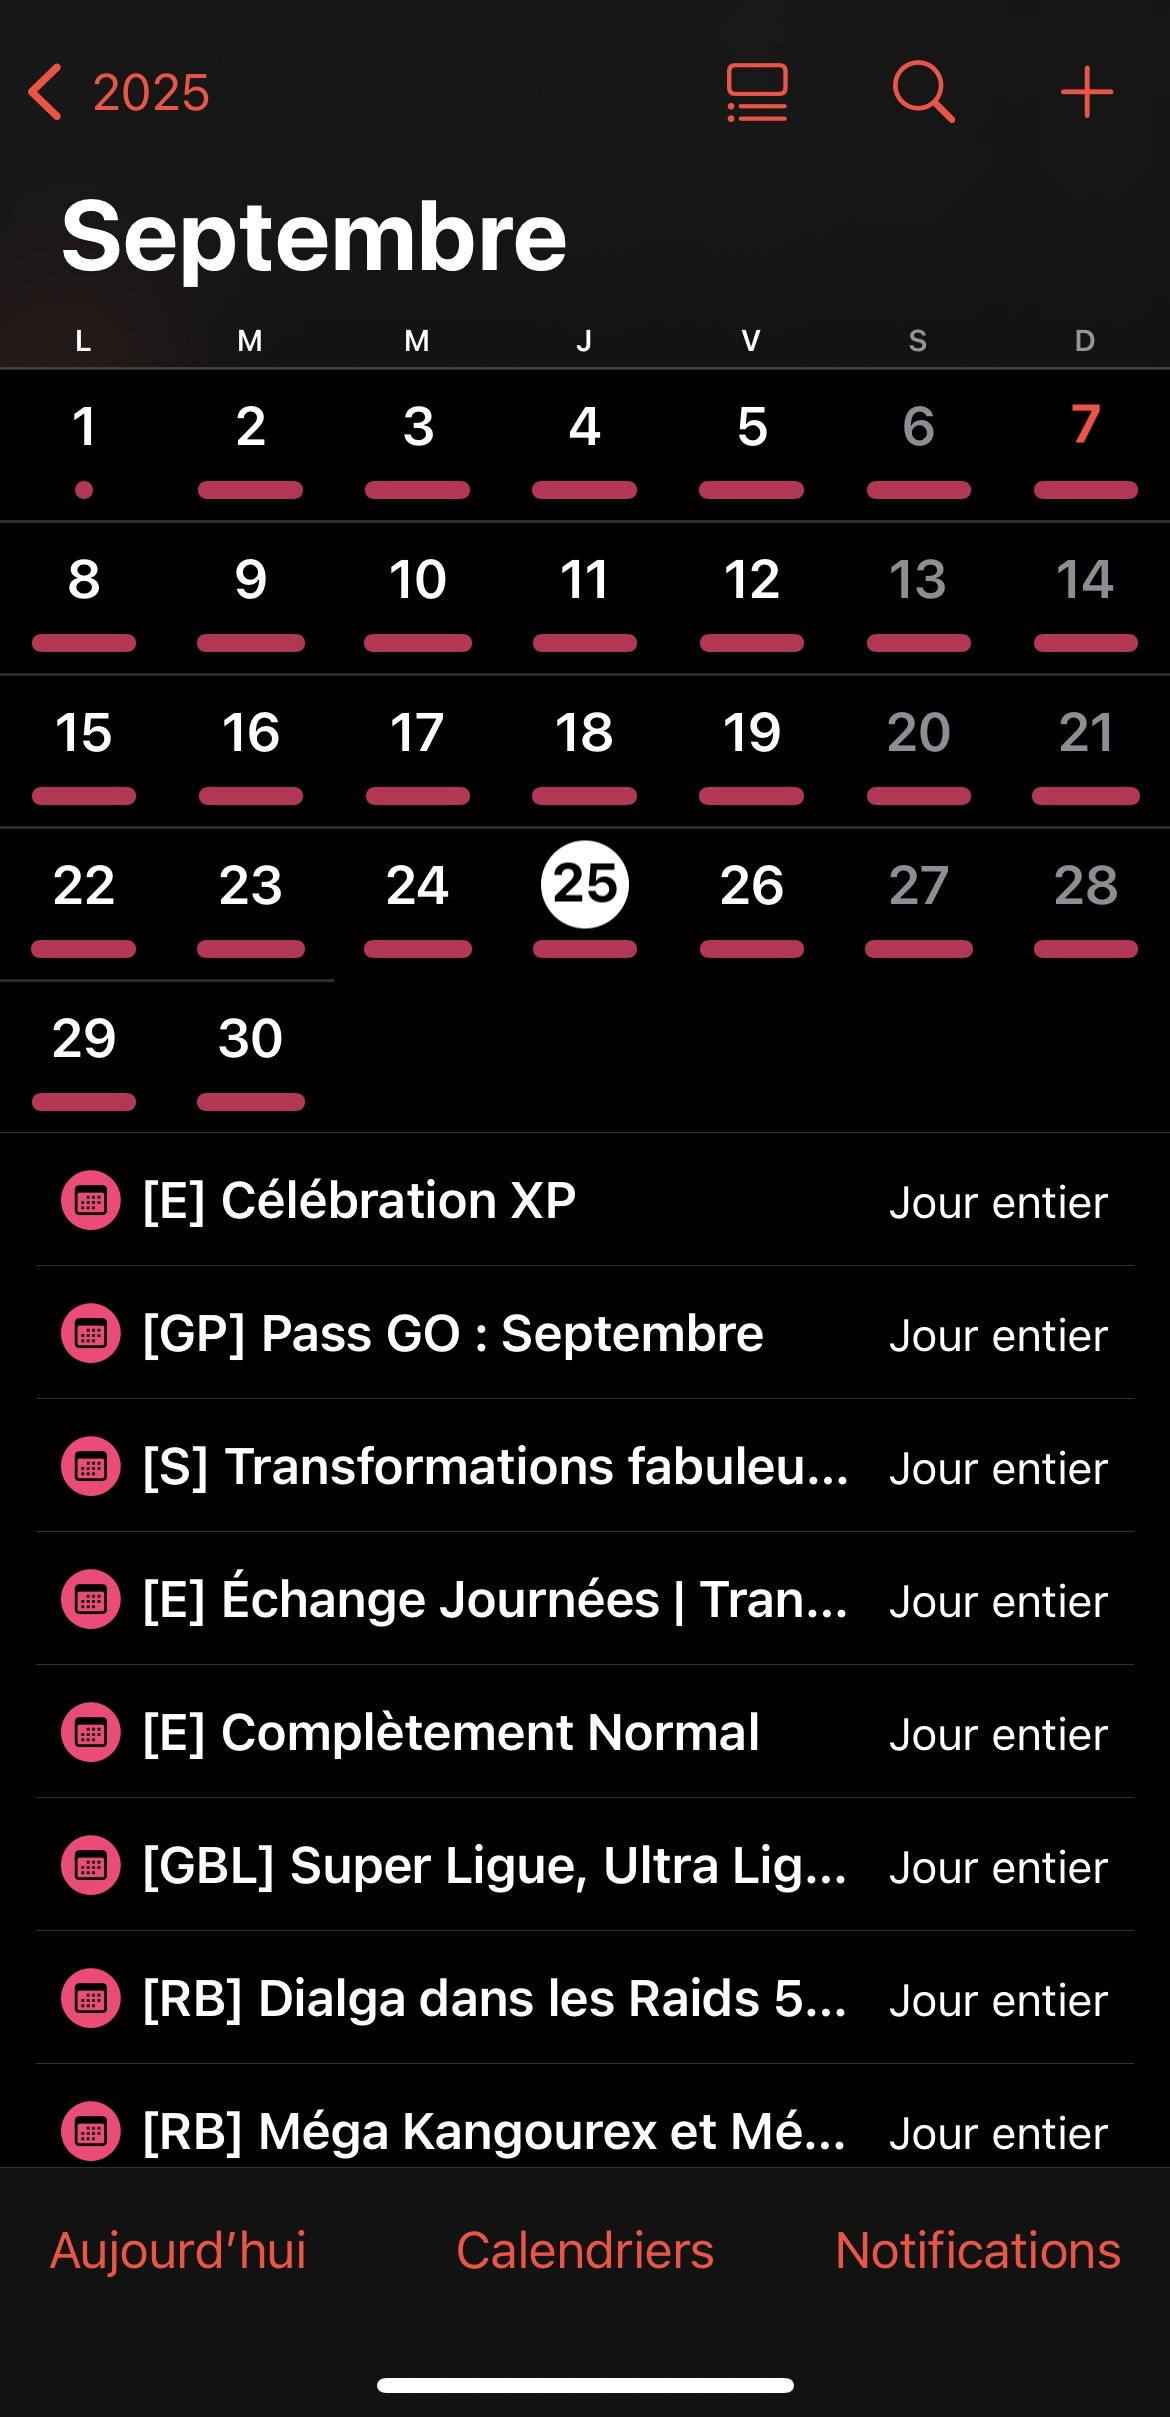 2025
Septembre
L M M J V S D
1 2 3 4 5 6 7
8 9 10 11 12 13 14
15 16 17 18 19 20 21
22 23 24 25 26 27 28
29 30
[E] Célébration XP Jour entier
[GP] Pass GO : Septembre Jour entier
[S] Transformations fabuleu... Jour entier
[E] Échange Journées | Tran... Jour entier
[E] Complètement Normal Jour entier
[GBL] Super Ligue, Ultra Lig... Jour entier
[RB] Dialga dans les Raids 5... Jour entier
[RB] Méga Kangourex et Mé... Jour entier
Aujourd’hui Calendriers Notifications